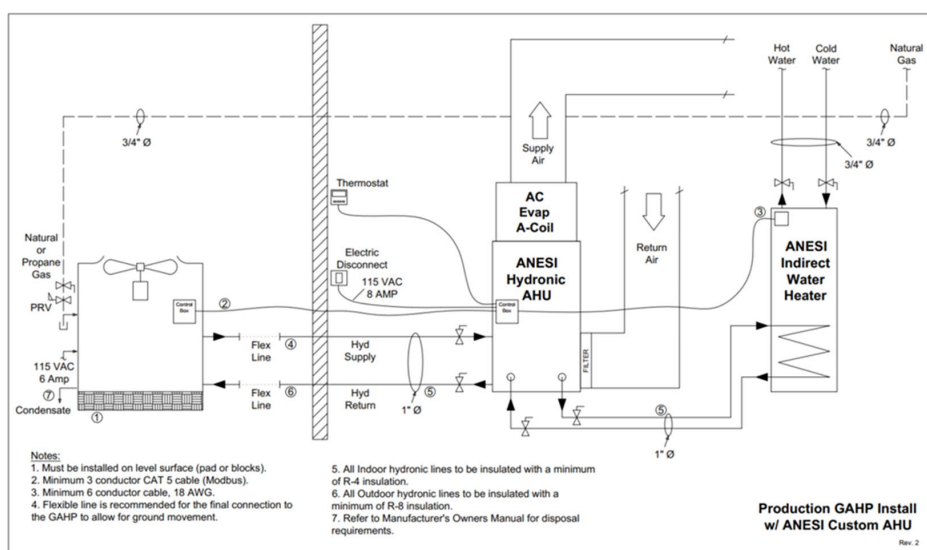 Hot
Water
Cold
Water
Natural
Gas
3/4" Ø
Supply
Air
3/4" Ø
3/4" Ø
Thermostat
AC
Evap
A-Coil
Return
Air
3
ANESI
Indirect
Water
Heater
Natural
or
Propane
Gas
PRV
Electric
Disconnect
115 VAC
8 AMP
ANESI
Hydronic
AHU
Control
Box
2
Control
Box
Flex
Line
4
Hyd
Supply
FILTER
115 VAC
6 Amp
7
Condensate
1
Flex
Line
6
Hyd
Return
5
1" Ø
5
1" Ø
Notes:
1. Must be installed on level surface (pad or blocks).
2. Minimum 3 conductor CAT 5 cable (Modbus).
3. Minimum 6 conductor cable, 18 AWG.
4. Flexible line is recommended for the final connection to
the GAHP to allow for ground movement.
5. All Indoor hydronic lines to be insulated with a minimum
of R-4 insulation.
6. All Outdoor hydronic lines to be insulated with a
minimum of R-8 insulation.
7. Refer to Manufacturer's Owners Manual for disposal
requirements.
Production GAHP Install
w/ ANESI Custom AHU
Rev. 2